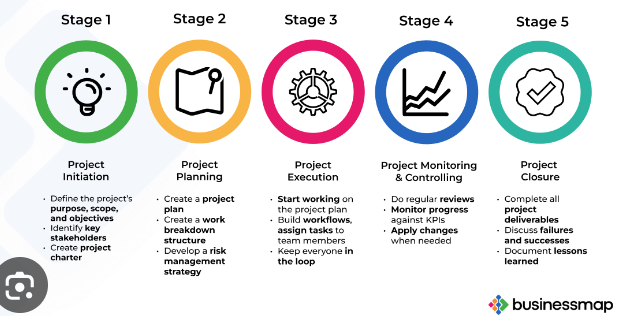 Stage 1
Stage 2
Stage 3
Stage 4
Stage 5
Project
Initiation
Project
Planning
Project
Execution
Project Monitoring
& Controlling
Project
Closure
· Define the project's
purpose, scope,
and objectives
· Identify key
stakeholders
· Create project
charter
· Create a project
plan
· Create a work
breakdown
structure
· Develop a risk
management
strategy
· Start working on
the project plan
· Build workflows,
assign tasks to
team members
· Keep everyone in
the loop
· Do regular reviews
· Monitor progress
against KPIs
· Apply changes
when needed
· Complete all
project
deliverables
· Discuss failures
and successes
· Document lessons
learned
businessmap